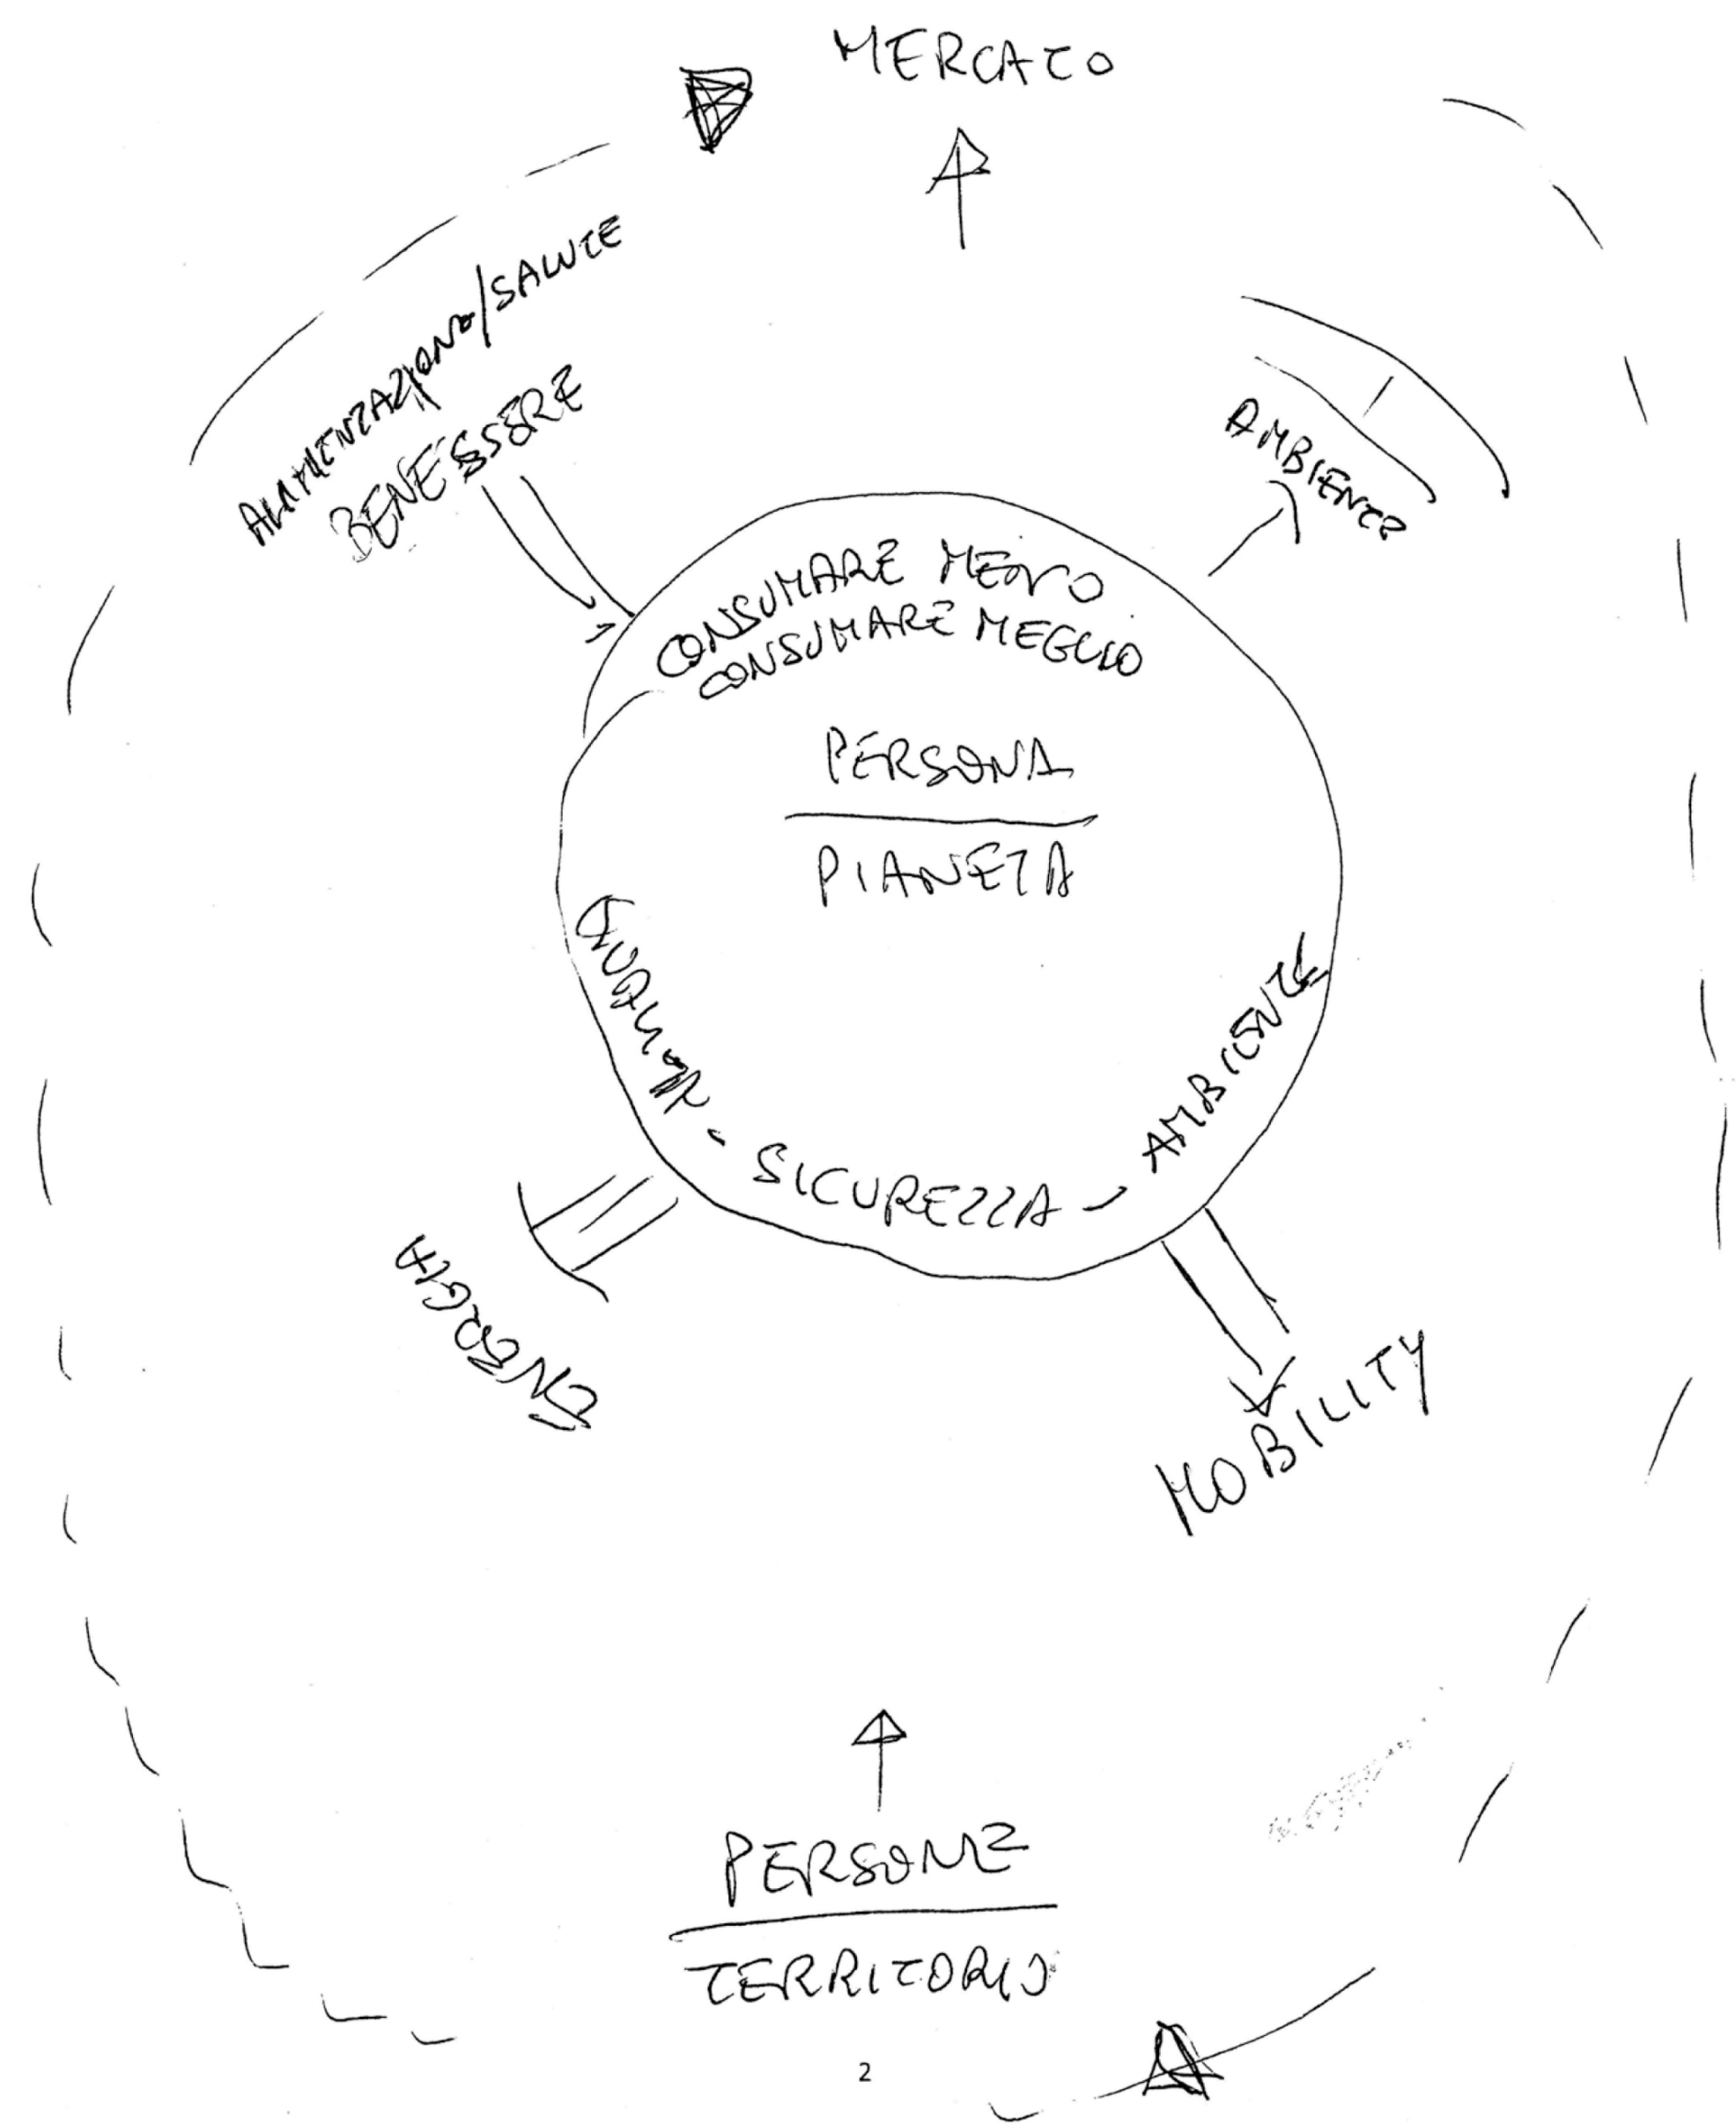 MERCATO
ALIMENTAZIONE/SALUTE
BENESSERE
AMBIENTE
CONSUMARE MENO
CONSUMARE MEGLIO
PERSONA
PIANETA
- SICUREZZA - AMBIENTE
ENERGIA
MOBILITY
PERSONE
TERRITORIO
2